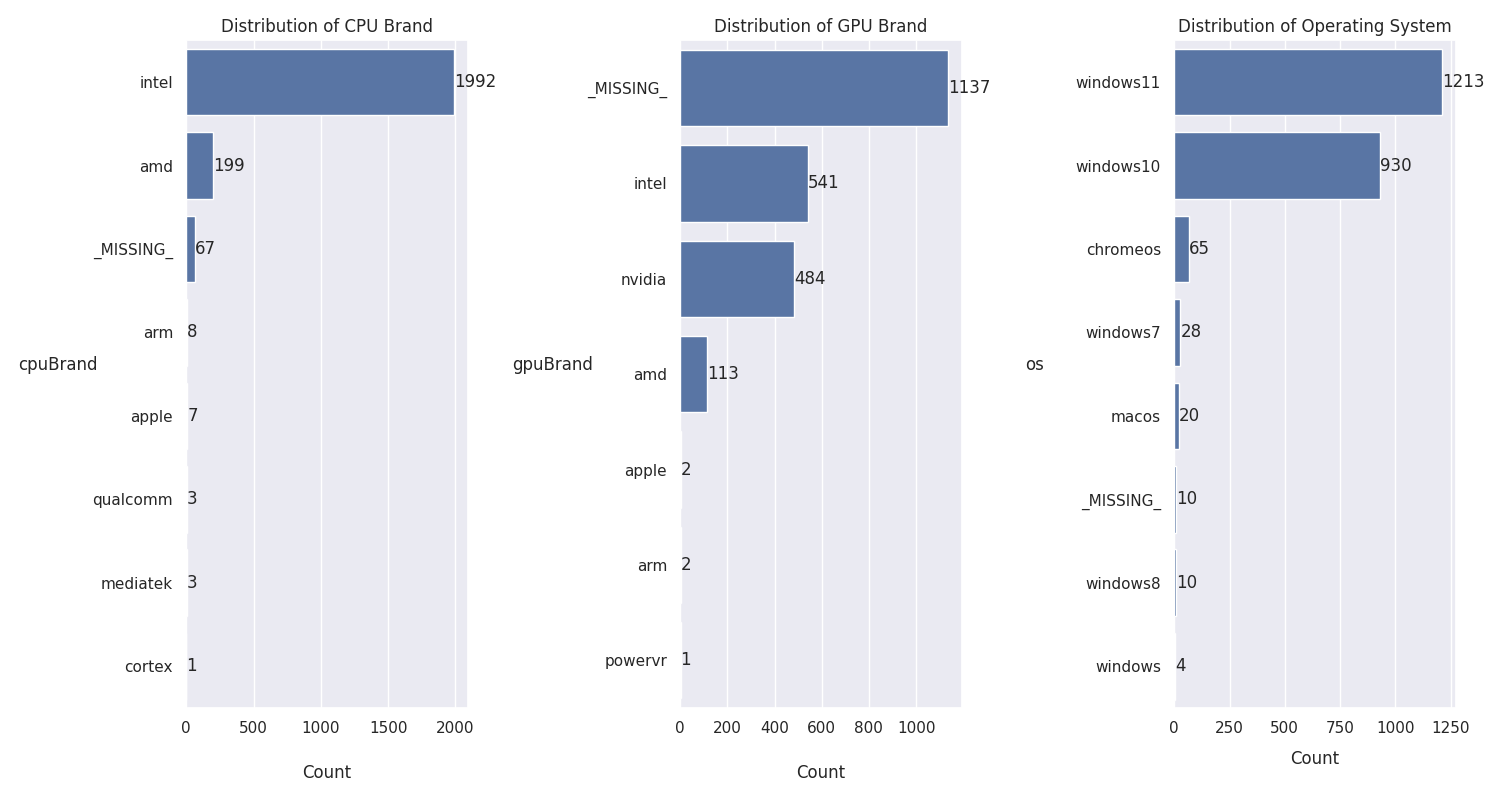 Distribution of CPU Brand
cpuBrand
intel 1992
amd 199
_MISSING_ 67
arm 8
apple 7
qualcomm 3
mediatek 3
cortex 1
0 500 1000 1500 2000
Count
Distribution of GPU Brand
gpuBrand
_MISSING_ 1137
intel 541
nvidia 484
amd 113
apple 2
arm 2
powervr 1
0 200 400 600 800 1000
Count
Distribution of Operating System
os
windows11 1213
windows10 930
chromeos 65
windows7 28
macos 20
_MISSING_ 10
windows8 10
windows 4
0 250 500 750 1000 1250
Count